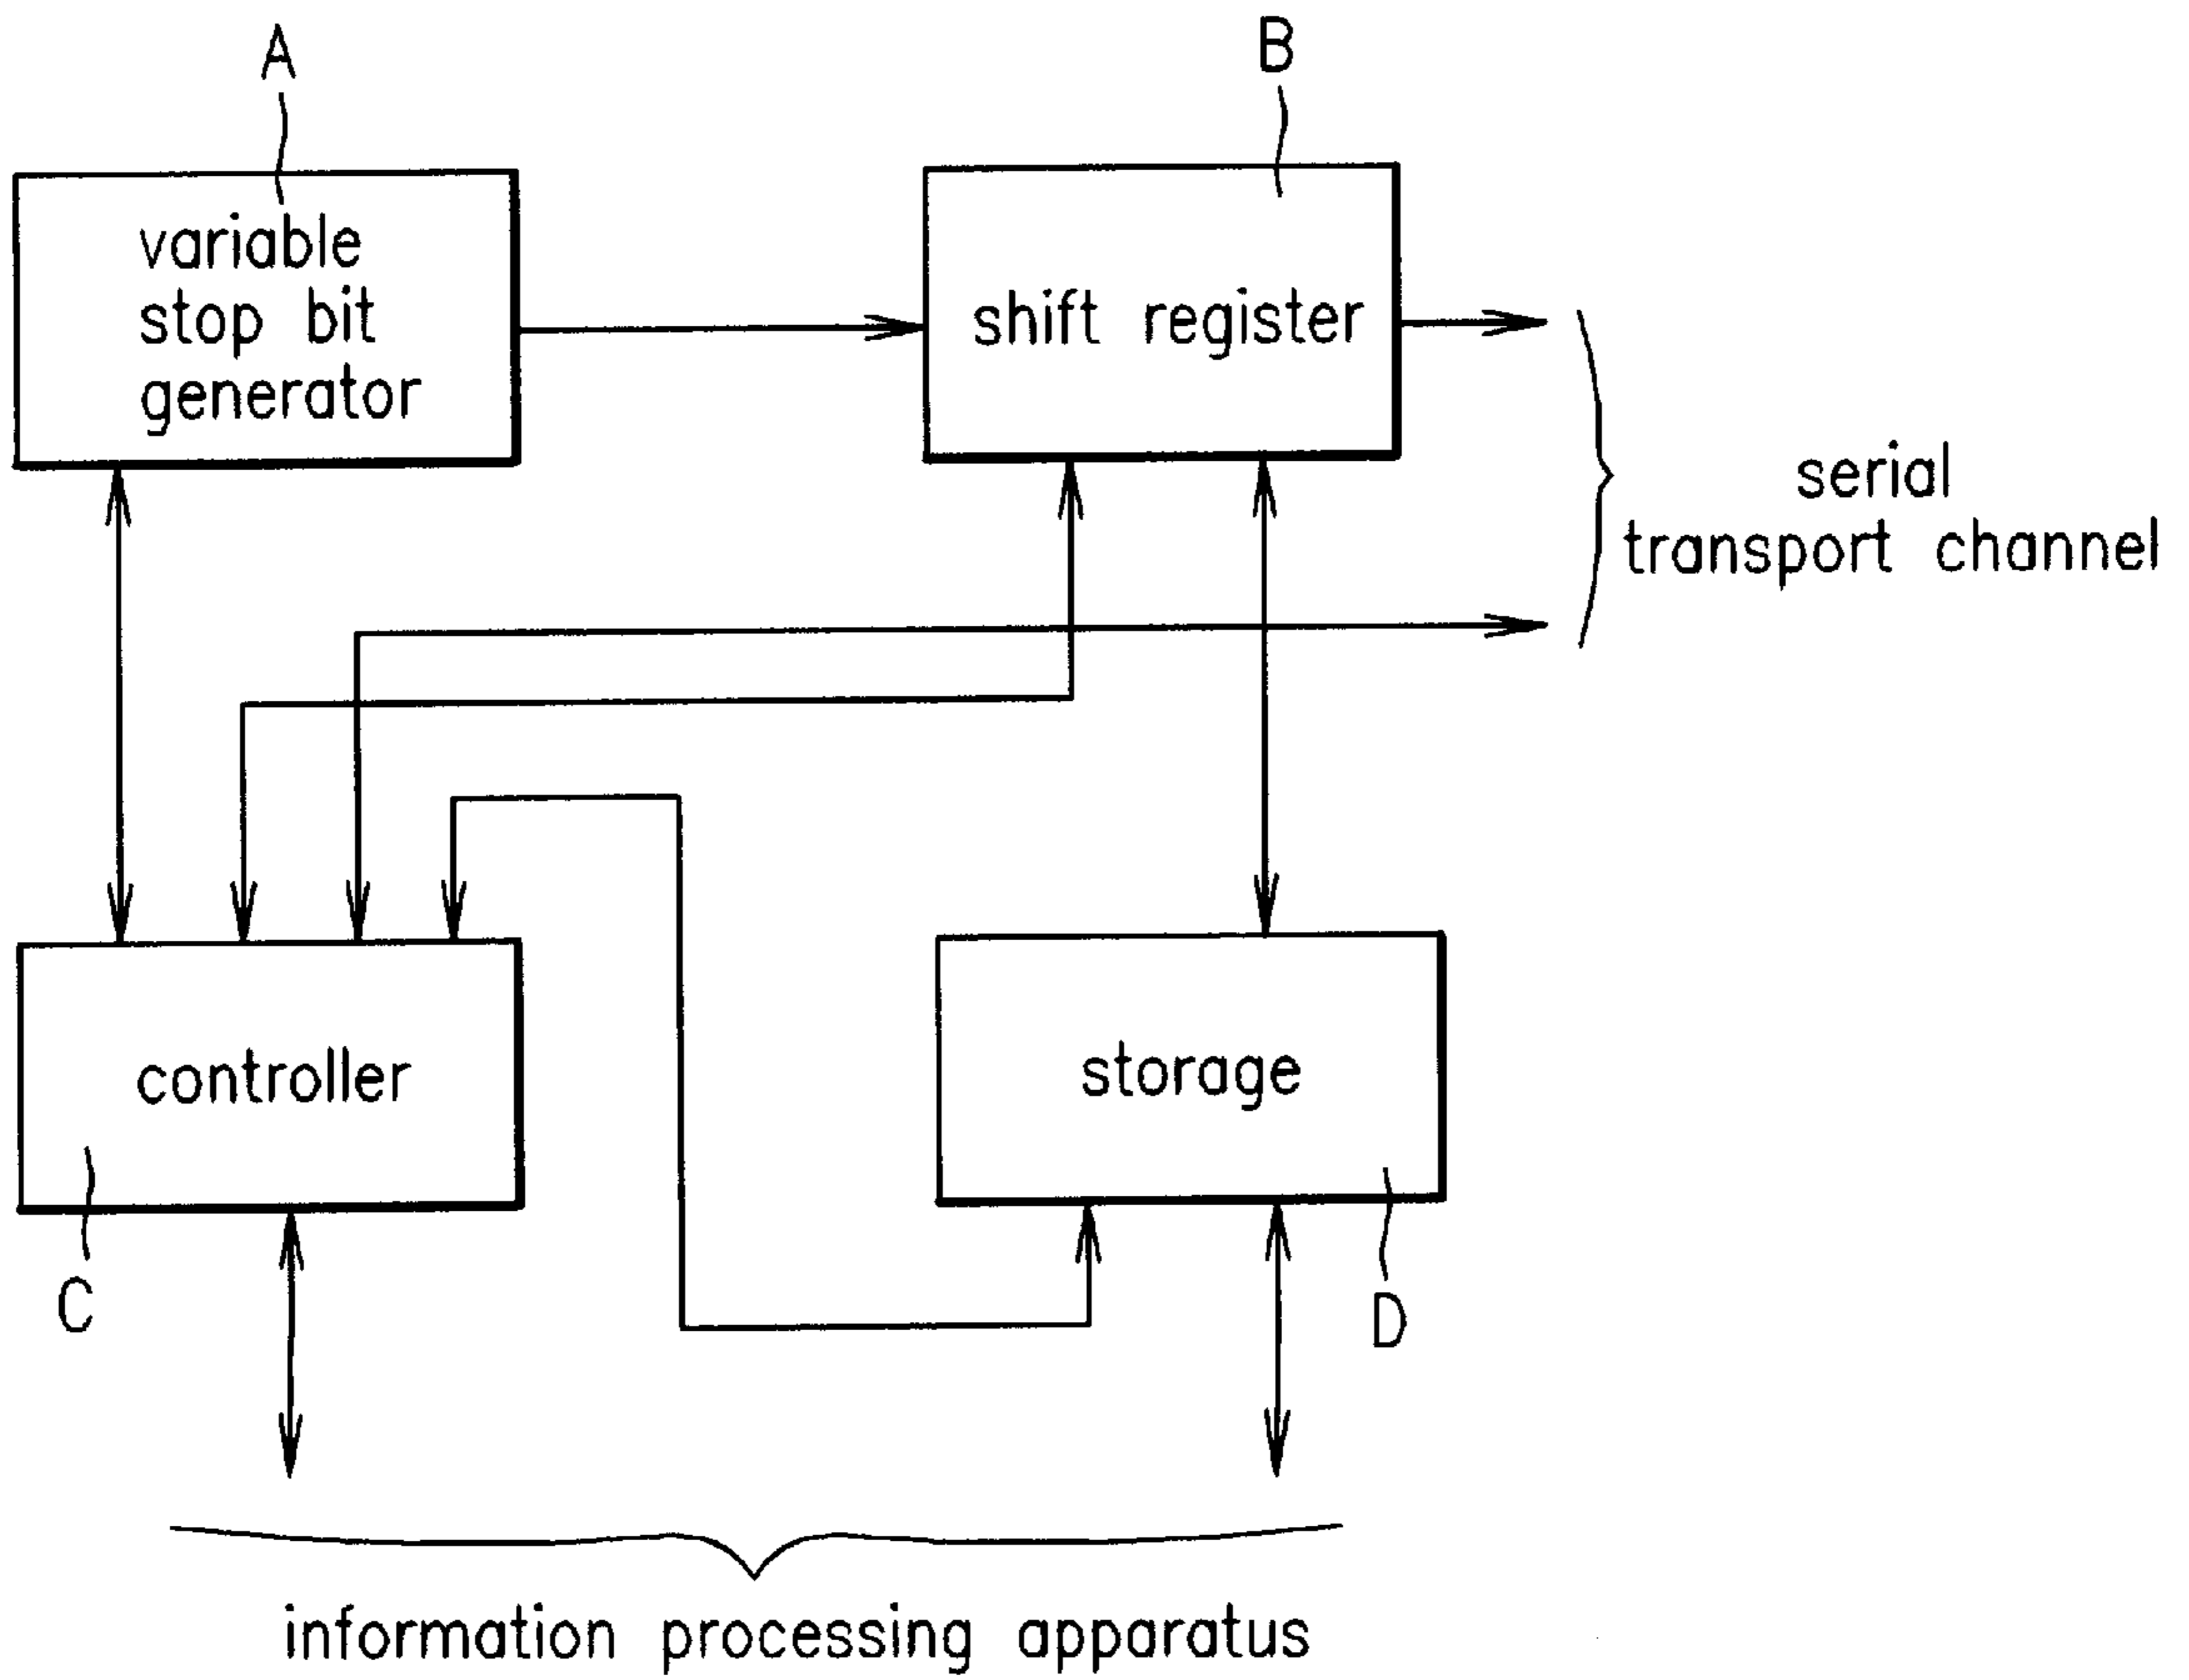 A
B
variable
stop bit
generator
shift register
serial
transport channel
controller
storage
C
D
information processing apparatus